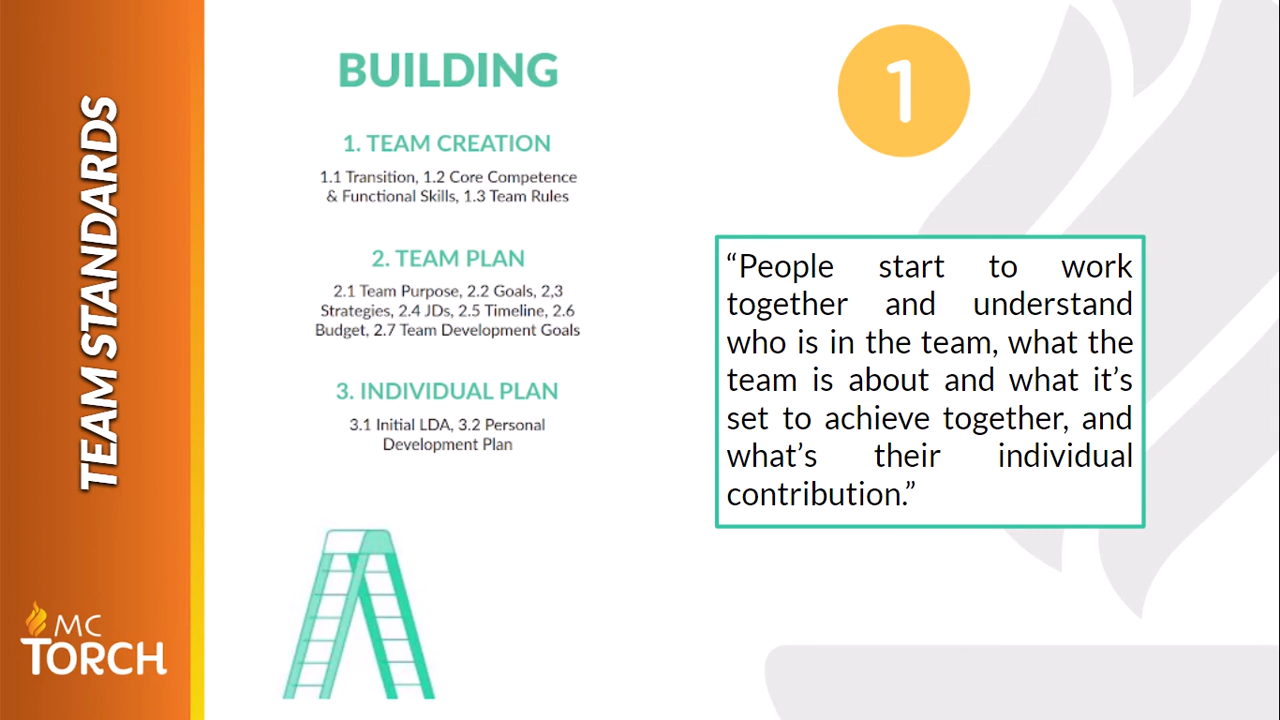 TEAM STANDARDS
MC
TORCH
BUILDING
1. TEAM CREATION
1.1 Transition, 1.2 Core Competence
& Functional Skills, 1.3 Team Rules
2. TEAM PLAN
2.1 Team Purpose, 2.2 Goals, 2,3
Strategies, 2.4 JDs, 2.5 Timeline, 2.6
Budget, 2.7 Team Development Goals
3. INDIVIDUAL PLAN
3.1 Initial LDA, 3.2 Personal
Development Plan
1
“People start to work
together and understand
who is in the team, what the
team is about and what it’s
set to achieve together, and
what’s their individual
contribution.”